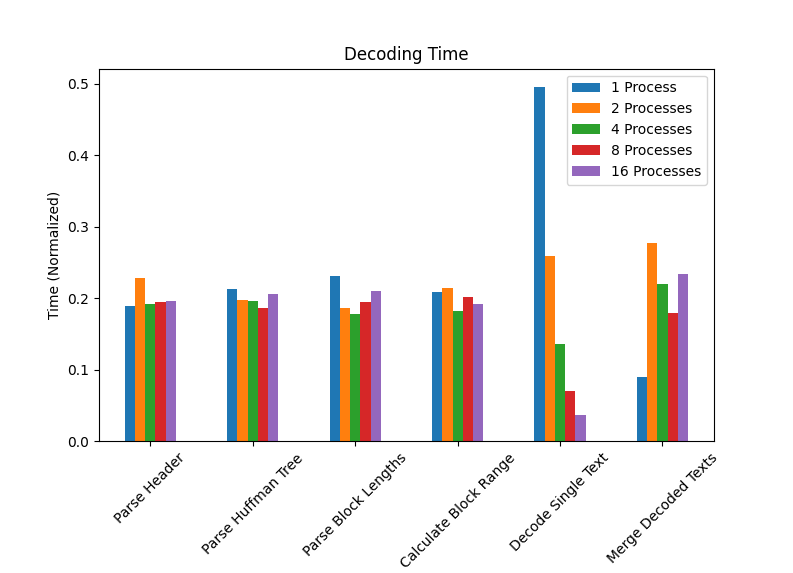 Decoding Time
1 Process
2 Processes
4 Processes
8 Processes
16 Processes
Time (Normalized)
0.5
0.4
0.3
0.2
0.1
0.0
Parse Header
Parse Huffman Tree
Parse Block Lengths
Calculate Block Range
Decode Single Text
Merge Decoded Texts